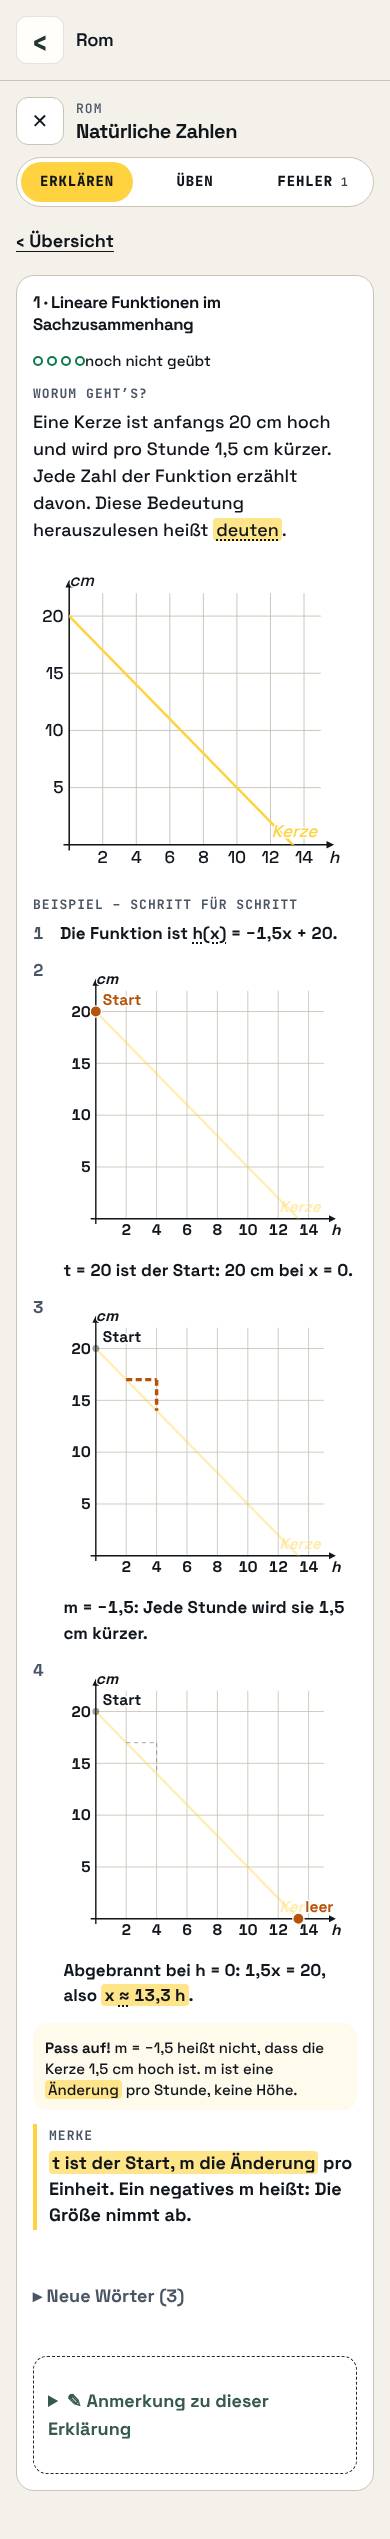 < Rom
✕ ROM
Natürliche Zahlen
ERKLÄREN ÜBEN FEHLER 1
< Übersicht
1 · Lineare Funktionen im
Sachzusammenhang
noch nicht geübt
WORUM GEHT’S?
Eine Kerze ist anfangs 20 cm hoch
und wird pro Stunde 1,5 cm kürzer.
Jede Zahl der Funktion erzählt
davon. Diese Bedeutung
herauszulesen heißt deuten.
cm
20
15
10
5
Kerze
2 4 6 8 10 12 14 h
BEISPIEL – SCHRITT FÜR SCHRITT
1 Die Funktion ist h(x) = −1,5x + 20.
2
cm
Start
20
15
10
5
Kerze
2 4 6 8 10 12 14 h
t = 20 ist der Start: 20 cm bei x = 0.
3
cm
Start
20
15
10
5
Kerze
2 4 6 8 10 12 14 h
m = −1,5: Jede Stunde wird sie 1,5
cm kürzer.
4
cm
Start
20
15
10
5
leer
2 4 6 8 10 12 14 h
Abgebrannt bei h = 0: 1,5x = 20,
also x ≈ 13,3 h.
Pass auf! m = −1,5 heißt nicht, dass die
Kerze 1,5 cm hoch ist. m ist eine
Änderung pro Stunde, keine Höhe.
MERKE
t ist der Start, m die Änderung pro
Einheit. Ein negatives m heißt: Die
Größe nimmt ab.
▸ Neue Wörter (3)
▸ ✎ Anmerkung zu dieser
Erklärung